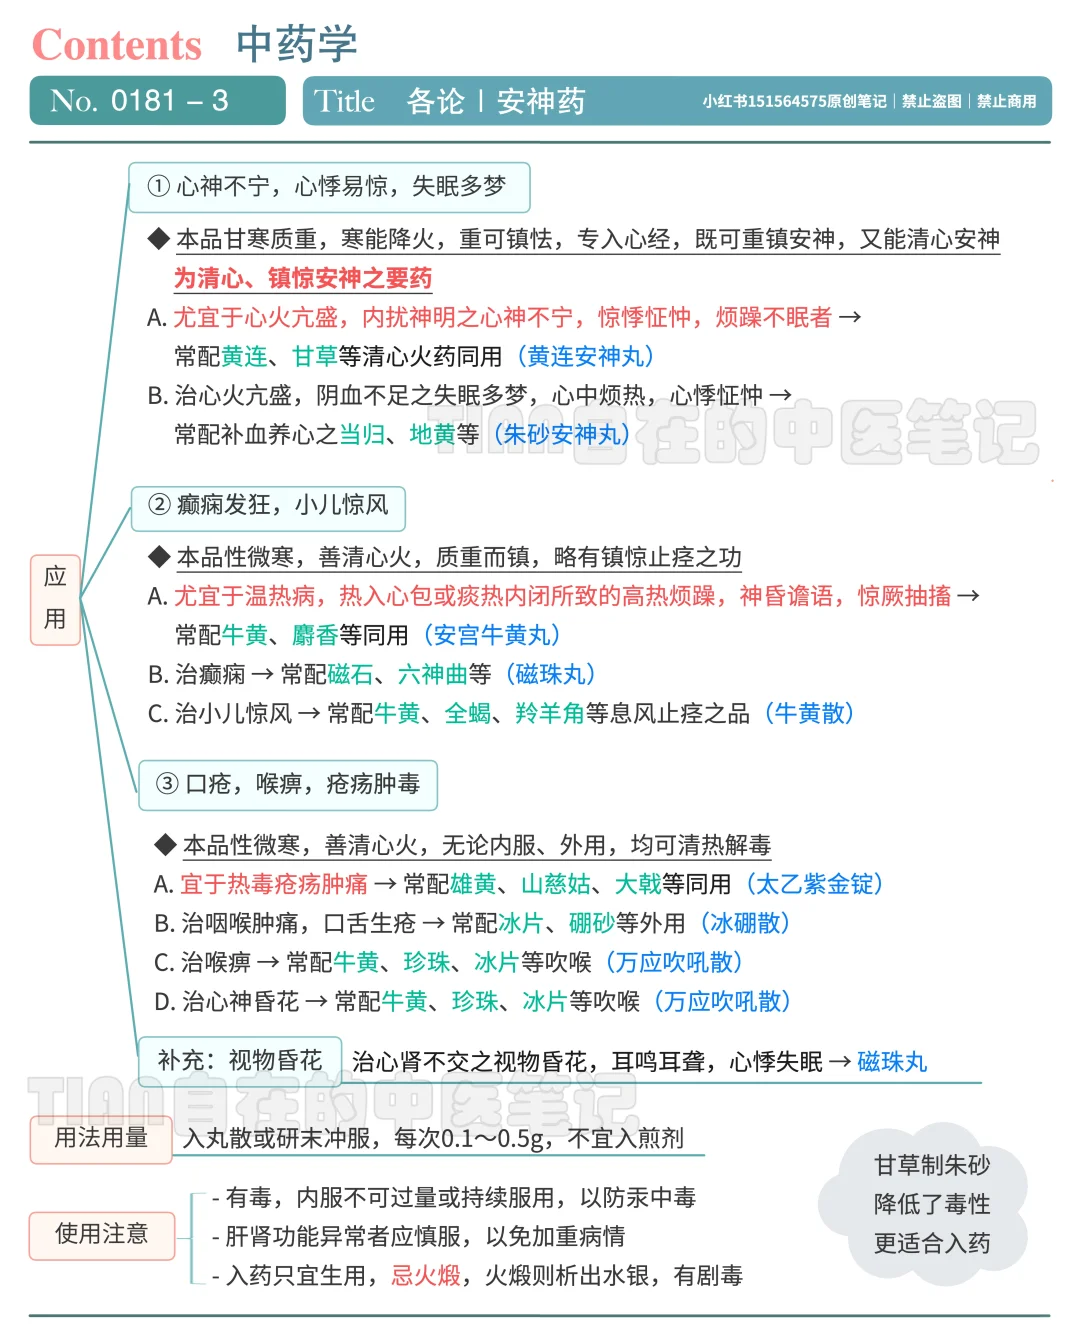 Contents 中药学
No. 0181 – 3
Title 各论丨安神药
小红书151564575原创笔记｜禁止盗图｜禁止商用
① 心神不宁，心悸易惊，失眠多梦
◆ 本品甘寒质重，寒能降火，重可镇怯，专入心经，既可重镇安神，又能清心安神
为清心、镇惊安神之要药
A. 尤宜于心火亢盛，内扰神明之心神不宁，惊悸怔忡，烦躁不眠者 →
常配黄连、甘草等清心火药同用（黄连安神丸）
B. 治心火亢盛，阴血不足之失眠多梦，心中烦热，心悸怔忡 →
常配补血养心之当归、地黄等（朱砂安神丸）
TIAN自在的中医笔记
② 癫痫发狂，小儿惊风
◆ 本品性微寒，善清心火，质重而镇，略有镇惊止痉之功
应用
A. 尤宜于温热病，热入心包或痰热内闭所致的高热烦躁，神昏谵语，惊厥抽搐 →
常配牛黄、麝香等同用（安宫牛黄丸）
B. 治癫痫 → 常配磁石、六神曲等（磁珠丸）
C. 治小儿惊风 → 常配牛黄、全蝎、羚羊角等息风止痉之品（牛黄散）
③ 口疮，喉痹，疮疡肿毒
◆ 本品性微寒，善清心火，无论内服、外用，均可清热解毒
A. 宜于热毒疮疡肿痛 → 常配雄黄、山慈姑、大戟等同用（太乙紫金锭）
B. 治咽喉肿痛，口舌生疮 → 常配冰片、硼砂等外用（冰硼散）
C. 治喉痹 → 常配牛黄、珍珠、冰片等吹喉（万应吹吼散）
D. 治心神昏花 → 常配牛黄、珍珠、冰片等吹喉（万应吹吼散）
补充：视物昏花
治心肾不交之视物昏花，耳鸣耳聋，心悸失眠 → 磁珠丸
TIAN自在的中医笔记
用法用量
入丸散或研末冲服，每次0.1～0.5g，不宜入煎剂
使用注意
- 有毒，内服不可过量或持续服用，以防汞中毒
- 肝肾功能异常者应慎服，以免加重病情
- 入药只宜生用，忌火煅，火煅则析出水银，有剧毒
甘草制朱砂
降低了毒性
更适合入药